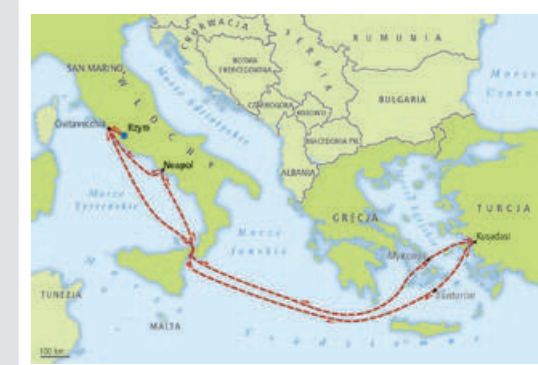 CHORWACJA
RUMUNIA
SERBIA
SAN MARINO
BOŚNIA
I HERCEGOWINA
Morze
Czarne
WŁOCHY
Morze Adriatyckie
CZARNOGÓRA
KOSOWO
BUŁGARIA
Civitavecchia
Rzym
MACEDONIA PN.
Neapol
ALBANIA
Morze
Tyrreńskie
GRECJA
TURCJA
Morze
Jońskie
Kusadasi
Mykonos
Santorini
TUNEZJA
MALTA
100 km